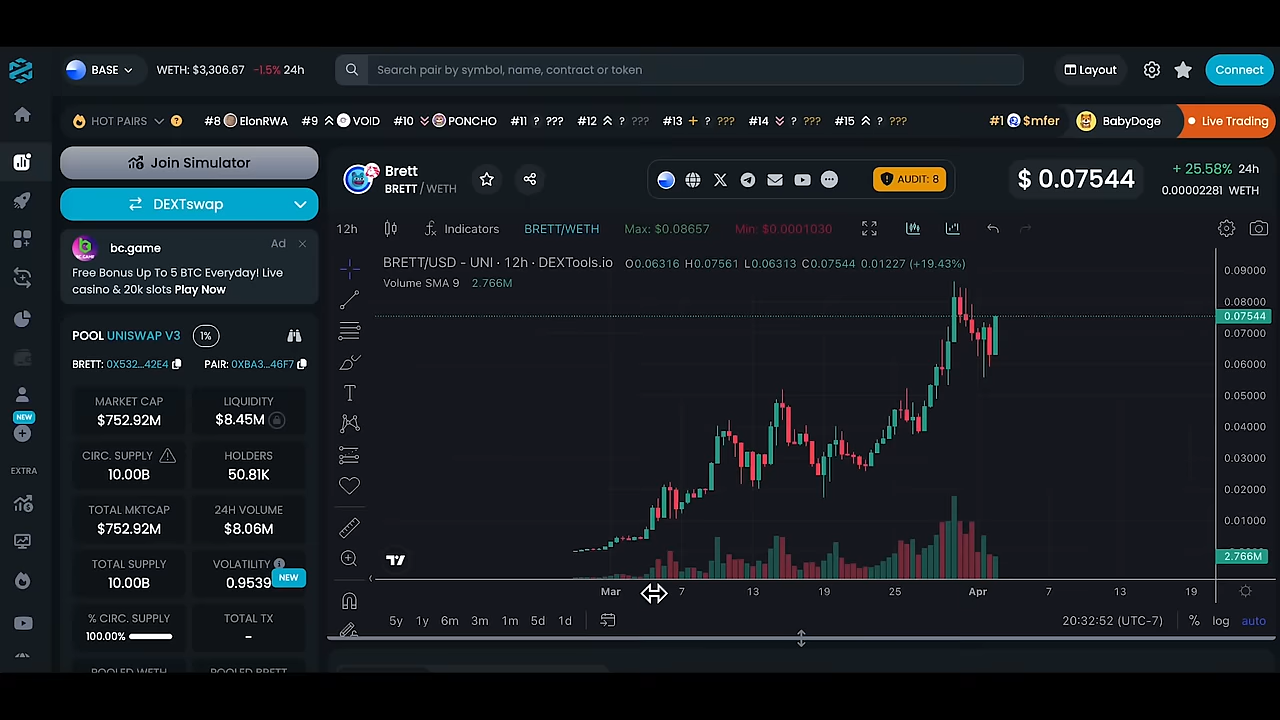 BASE WETH: $3,306.67 -1.5% 24h Search pair by symbol, name, contract or token Layout Connect
HOT PAIRS ? #8 ElonRWA #9 VOID #10 PONCHO #11 ? ??? #12 ? ??? #13 ? ??? #14 ? ??? #15 ? ??? #1 $mfer BabyDoge Live Trading
Join Simulator
DEXTswap
bc.game Ad
Free Bonus Up To 5 BTC Everyday! Live
casino & 20k slots Play Now
POOL UNISWAP V3 1%
BRETT: 0X532...42E4 PAIR: 0XBA3...46F7
MARKET CAP LIQUIDITY
$752.92M $8.45M
CIRC. SUPPLY HOLDERS
10.00B 50.81K
TOTAL MKTCAP 24H VOLUME
$752.92M $8.06M
TOTAL SUPPLY VOLATILITY
10.00B 0.9539 NEW
% CIRC. SUPPLY TOTAL TX
100.00% -
POOLED WETH POOLED BRETT
NEW
EXTRA
Brett
BRETT / WETH
AUDIT: 8
$ 0.07544
+ 25.58% 24h
0.00002281 WETH
12h Indicators BRETT/WETH Max: $0.08657 Min: $0.0001030
BRETT/USD - UNI · 12h · DEXTools.io O0.06316 H0.07561 L0.06313 C0.07544 0.01227 (+19.43%)
Volume SMA 9 2.766M
0.09000
0.08000
0.07544
0.07000
0.06000
0.05000
0.04000
0.03000
0.02000
0.01000
2.766M
Mar 7 13 19 25 Apr 7 13 19
5y 1y 6m 3m 1m 5d 1d 20:32:52 (UTC-7) % log auto